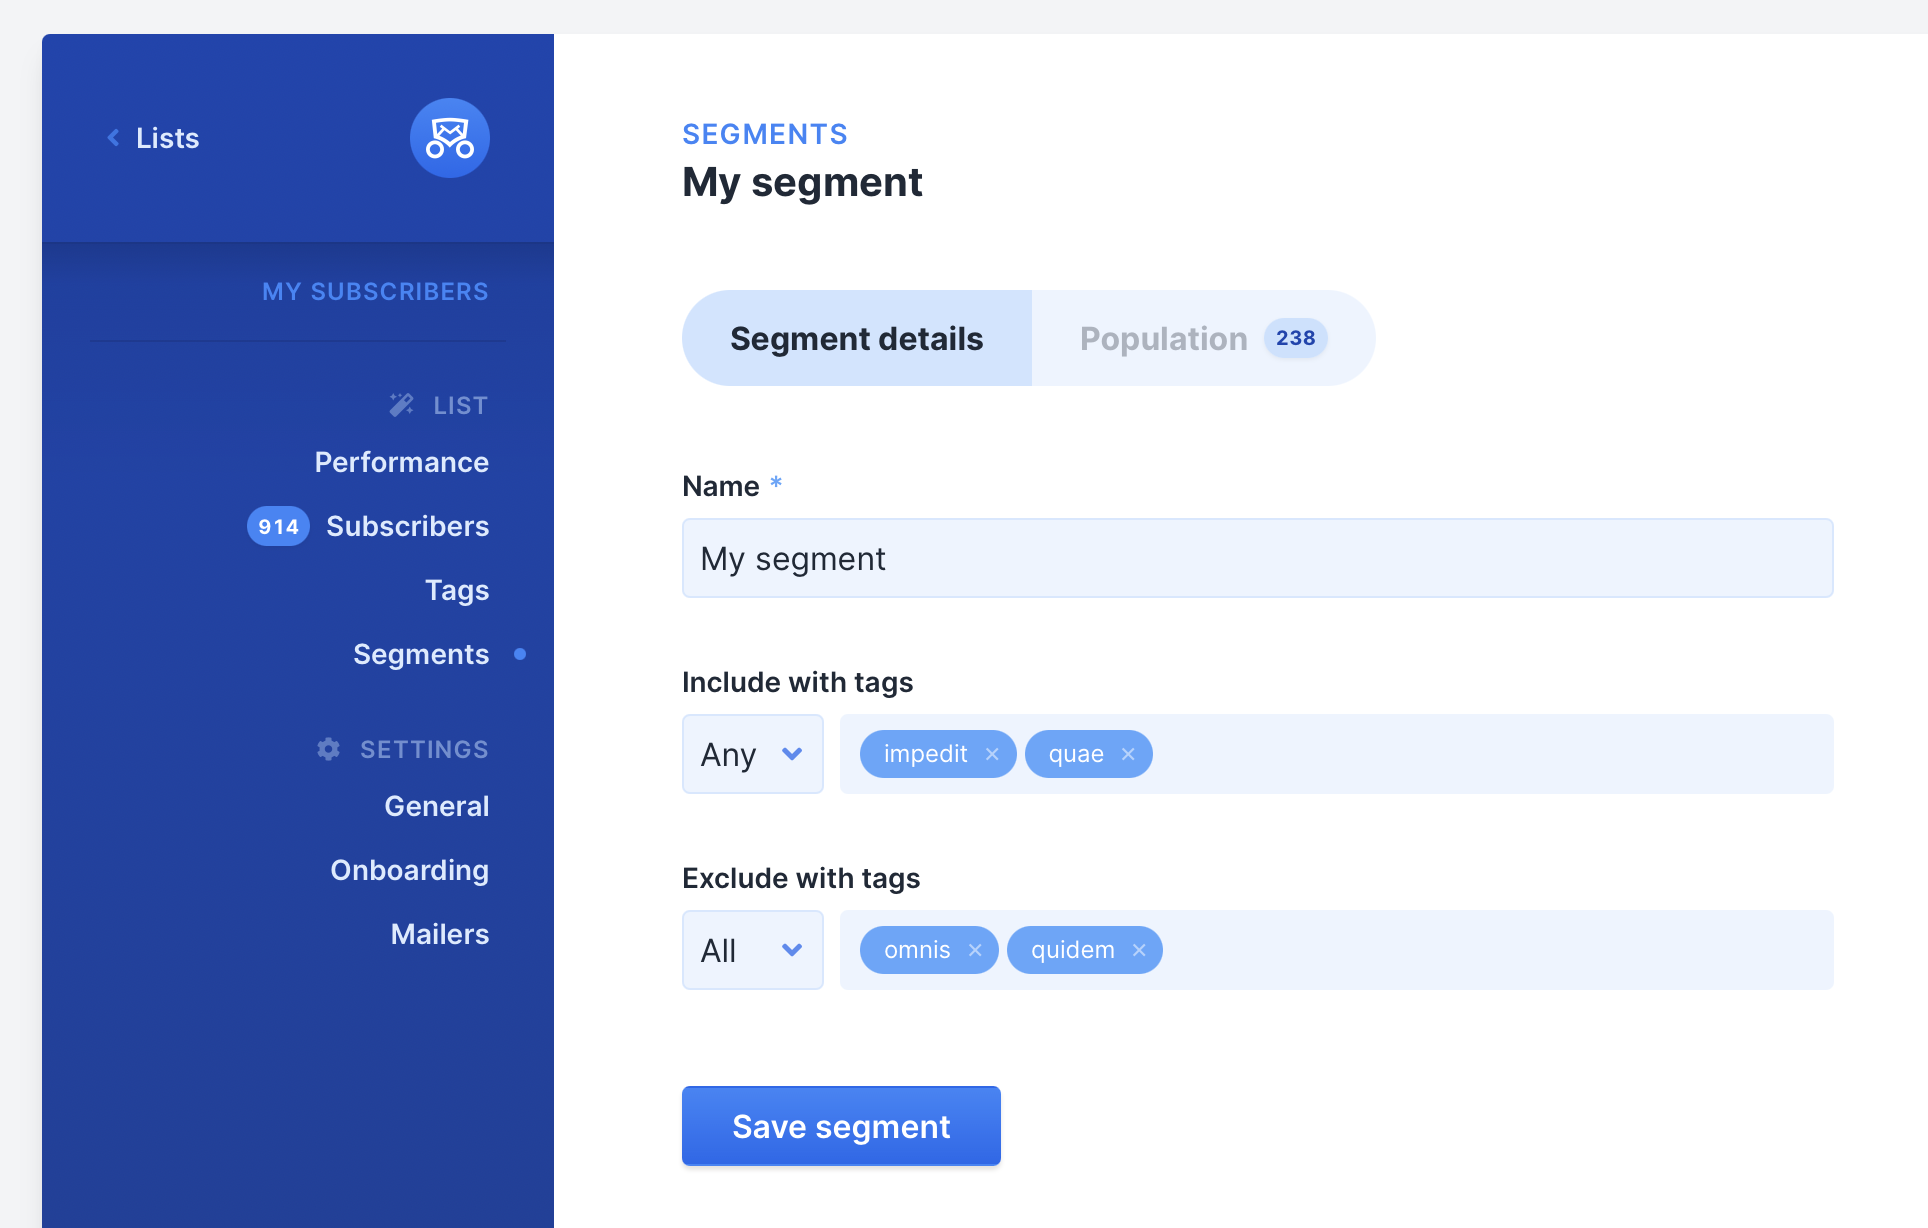 Lists
MY SUBSCRIBERS
LIST
Performance
914 Subscribers
Tags
Segments
SETTINGS
General
Onboarding
Mailers
SEGMENTS
My segment
Segment details
Population 238
Name *
My segment
Include with tags
Any
impedit × quae ×
Exclude with tags
All
omnis × quidem ×
Save segment